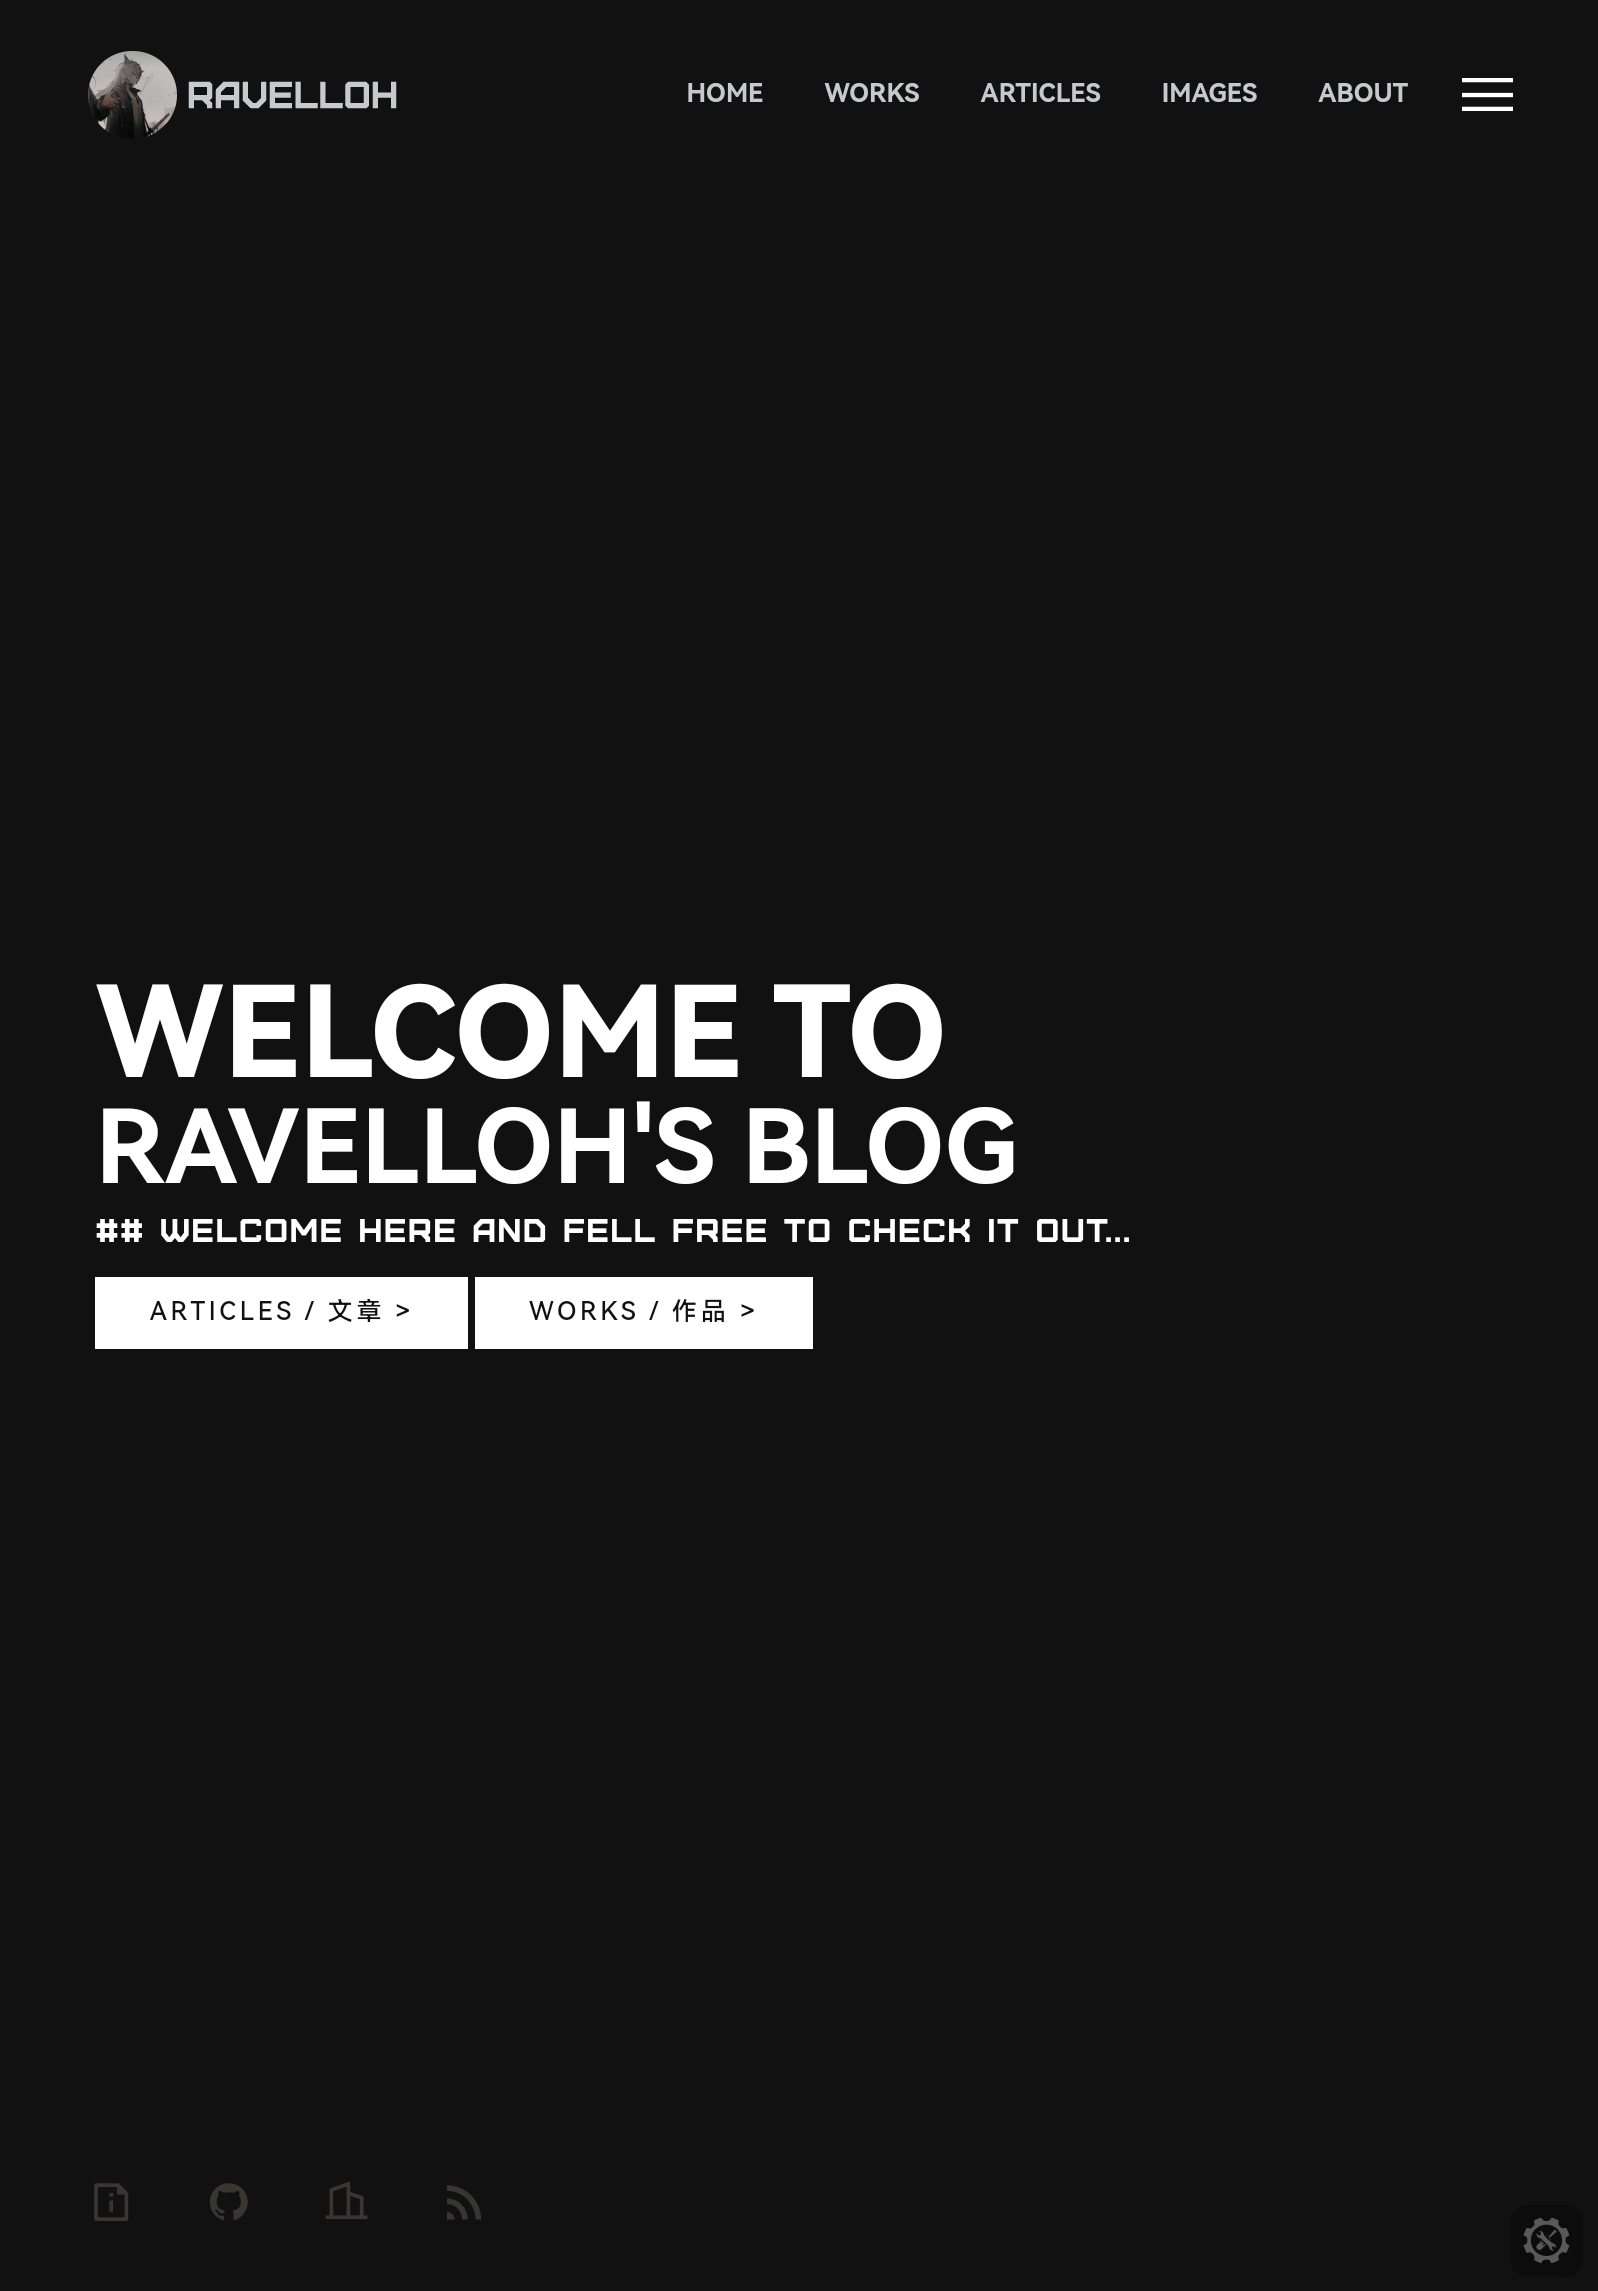 RAVELLOH
HOME WORKS ARTICLES IMAGES ABOUT
WELCOME TO
RAVELLOH'S BLOG
## WELCOME HERE AND FELL FREE TO CHECK IT OUT...
ARTICLES / 文章 >
WORKS / 作品 >